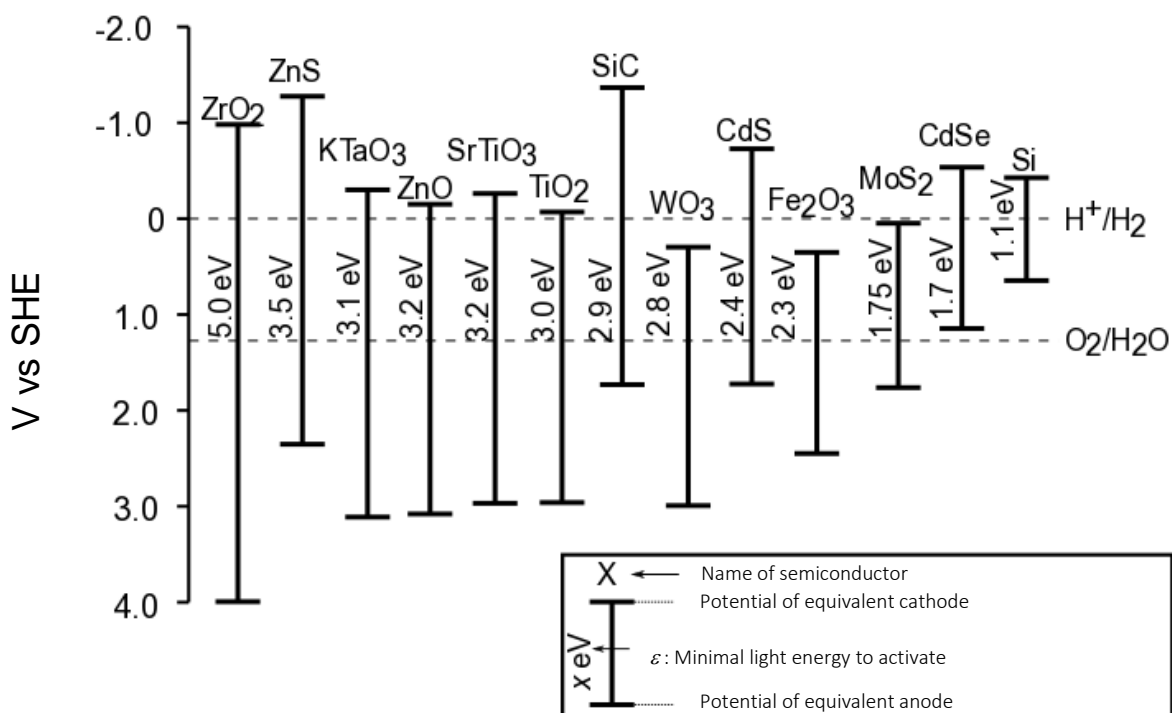 V vs SHE
-2.0
-1.0
0
1.0
2.0
3.0
4.0
ZrO2
ZnS
KTaO3
ZnO
SrTiO3
TiO2
SiC
WO3
CdS
Fe2O3
MoS2
CdSe
Si
5.0 eV
3.5 eV
3.1 eV
3.2 eV
3.2 eV
3.0 eV
2.9 eV
2.8 eV
2.4 eV
2.3 eV
1.75 eV
1.7 eV
1.1 eV
H+/H2
O2/H2O
X
Name of semiconductor
Potential of equivalent cathode
x eV
ε : Minimal light energy to activate
Potential of equivalent anode